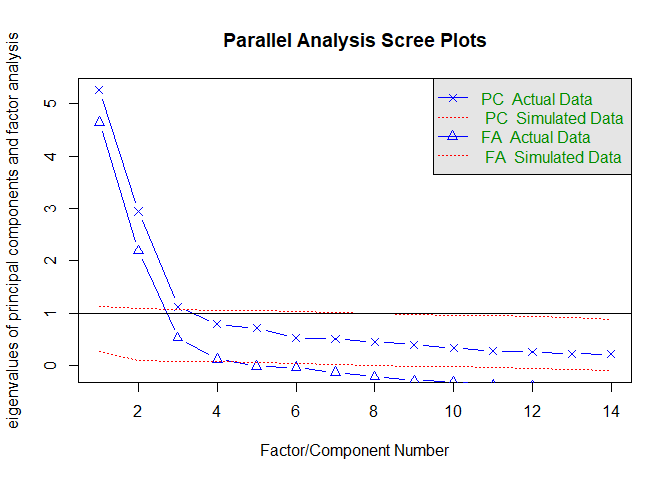 Parallel Analysis Scree Plots
eigenvalues of principal components and factor analysis
PC  Actual Data
PC  Simulated Data
FA  Actual Data
FA  Simulated Data
5
4
3
2
1
0
2 4 6 8 10 12 14
Factor/Component Number